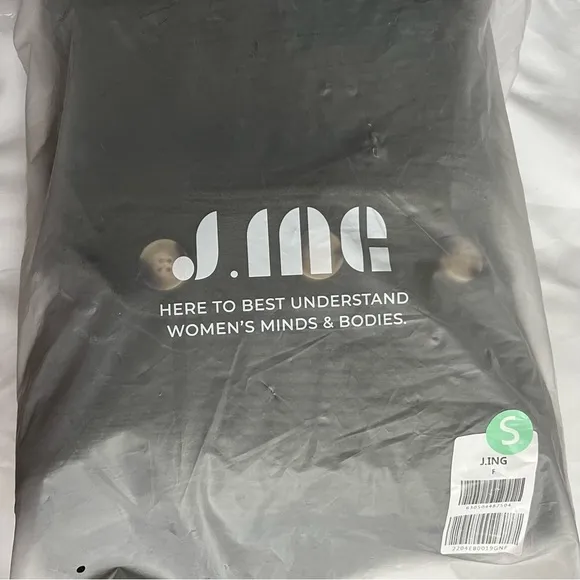 J.ING
HERE TO BEST UNDERSTAND
WOMEN'S MINDS & BODIES.
S
J.ING
F